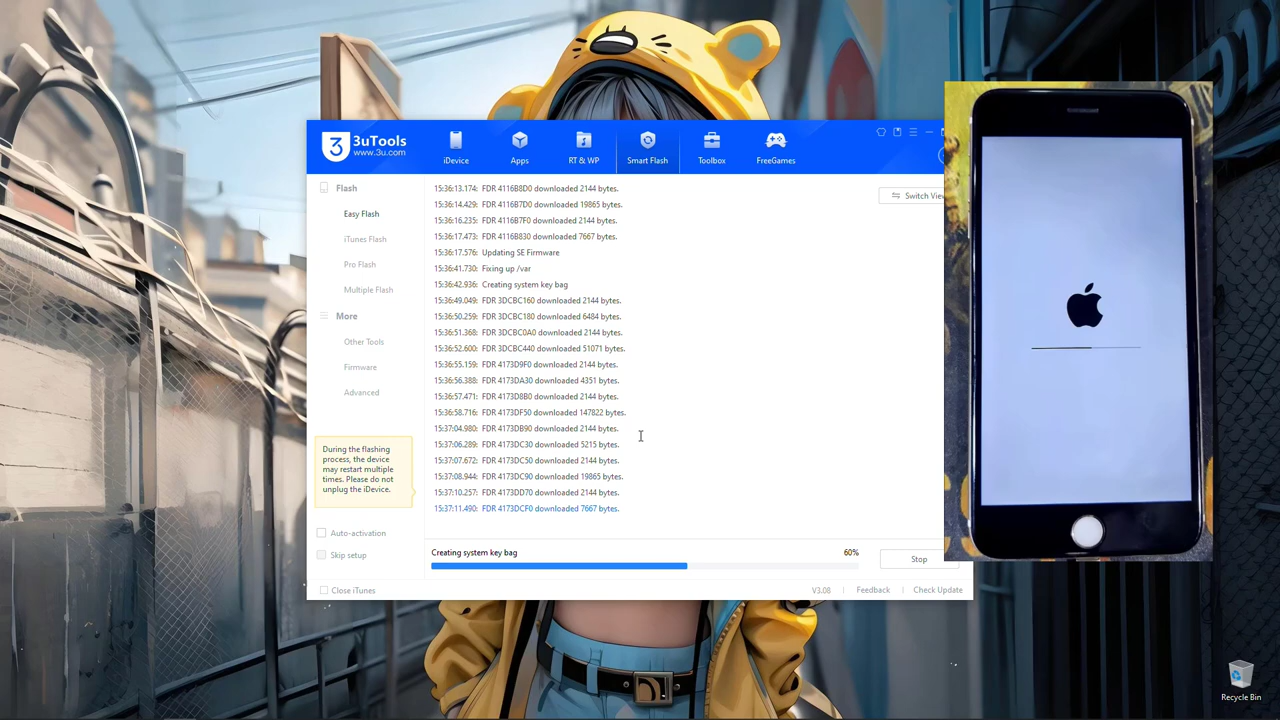 3uTools
www.3u.com
iDevice
Apps
RT & WP
Smart Flash
Toolbox
FreeGames
Flash
Easy Flash
iTunes Flash
Pro Flash
Multiple Flash
More
Other Tools
Firmware
Advanced
During the flashing
process, the device
may restart multiple
times. Please do not
unplug the iDevice.
Auto-activation
Skip setup
Close iTunes
15:36:13.174: FDR 4116B8D0 downloaded 2144 bytes.
15:36:14.429: FDR 4116B7D0 downloaded 19865 bytes.
15:36:16.235: FDR 4116B7F0 downloaded 2144 bytes.
15:36:17.473: FDR 4116B830 downloaded 7667 bytes.
15:36:17.576: Updating SE Firmware
15:36:41.730: Fixing up /var
15:36:42.936: Creating system key bag
15:36:49.049: FDR 3DCBC160 downloaded 2144 bytes.
15:36:50.259: FDR 3DCBC180 downloaded 6484 bytes.
15:36:51.368: FDR 3DCBC0A0 downloaded 2144 bytes.
15:36:52.600: FDR 3DCBC440 downloaded 51071 bytes.
15:36:55.159: FDR 4173D9F0 downloaded 2144 bytes.
15:36:56.388: FDR 4173DA30 downloaded 4351 bytes.
15:36:57.471: FDR 4173D8B0 downloaded 2144 bytes.
15:36:58.716: FDR 4173DF50 downloaded 147822 bytes.
15:37:04.980: FDR 4173DB90 downloaded 2144 bytes.
15:37:06.289: FDR 4173DC30 downloaded 5215 bytes.
15:37:07.672: FDR 4173DC50 downloaded 2144 bytes.
15:37:08.944: FDR 4173DC90 downloaded 19865 bytes.
15:37:10.257: FDR 4173DD70 downloaded 2144 bytes.
15:37:11.490: FDR 4173DCF0 downloaded 7667 bytes.
Switch View
Creating system key bag
60%
Stop
V3.08
Feedback
Check Update
Recycle Bin